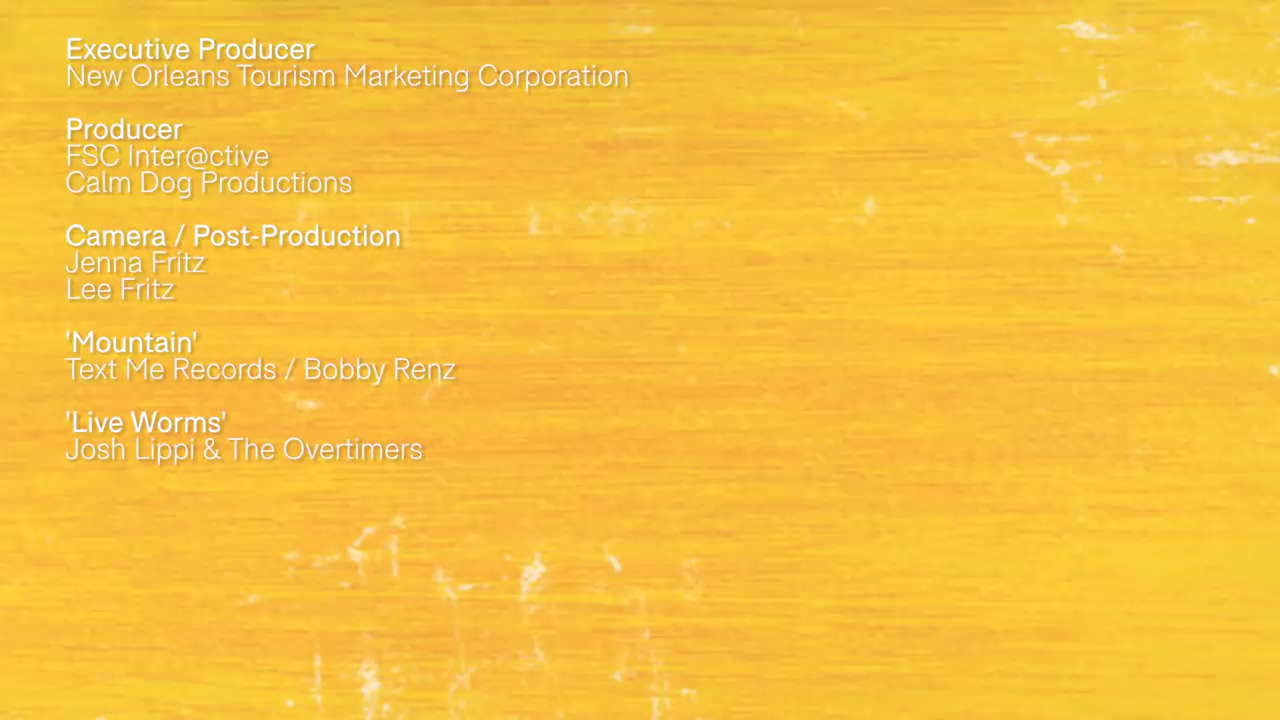 Executive Producer
New Orleans Tourism Marketing Corporation
Producer
FSC Inter@ctive
Calm Dog Productions
Camera / Post-Production
Jenna Fritz
Lee Fritz
'Mountain'
Text Me Records / Bobby Renz
'Live Worms'
Josh Lippi & The Overtimers